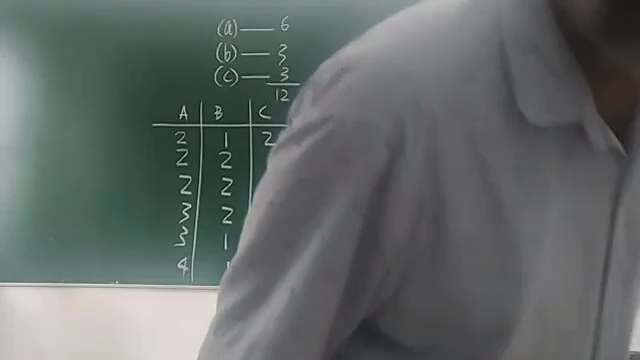 (a) — 6
(b) — 3
(c) — 3
12
A B C
2 1 2
2 2
2 2
3 2
3 1
4